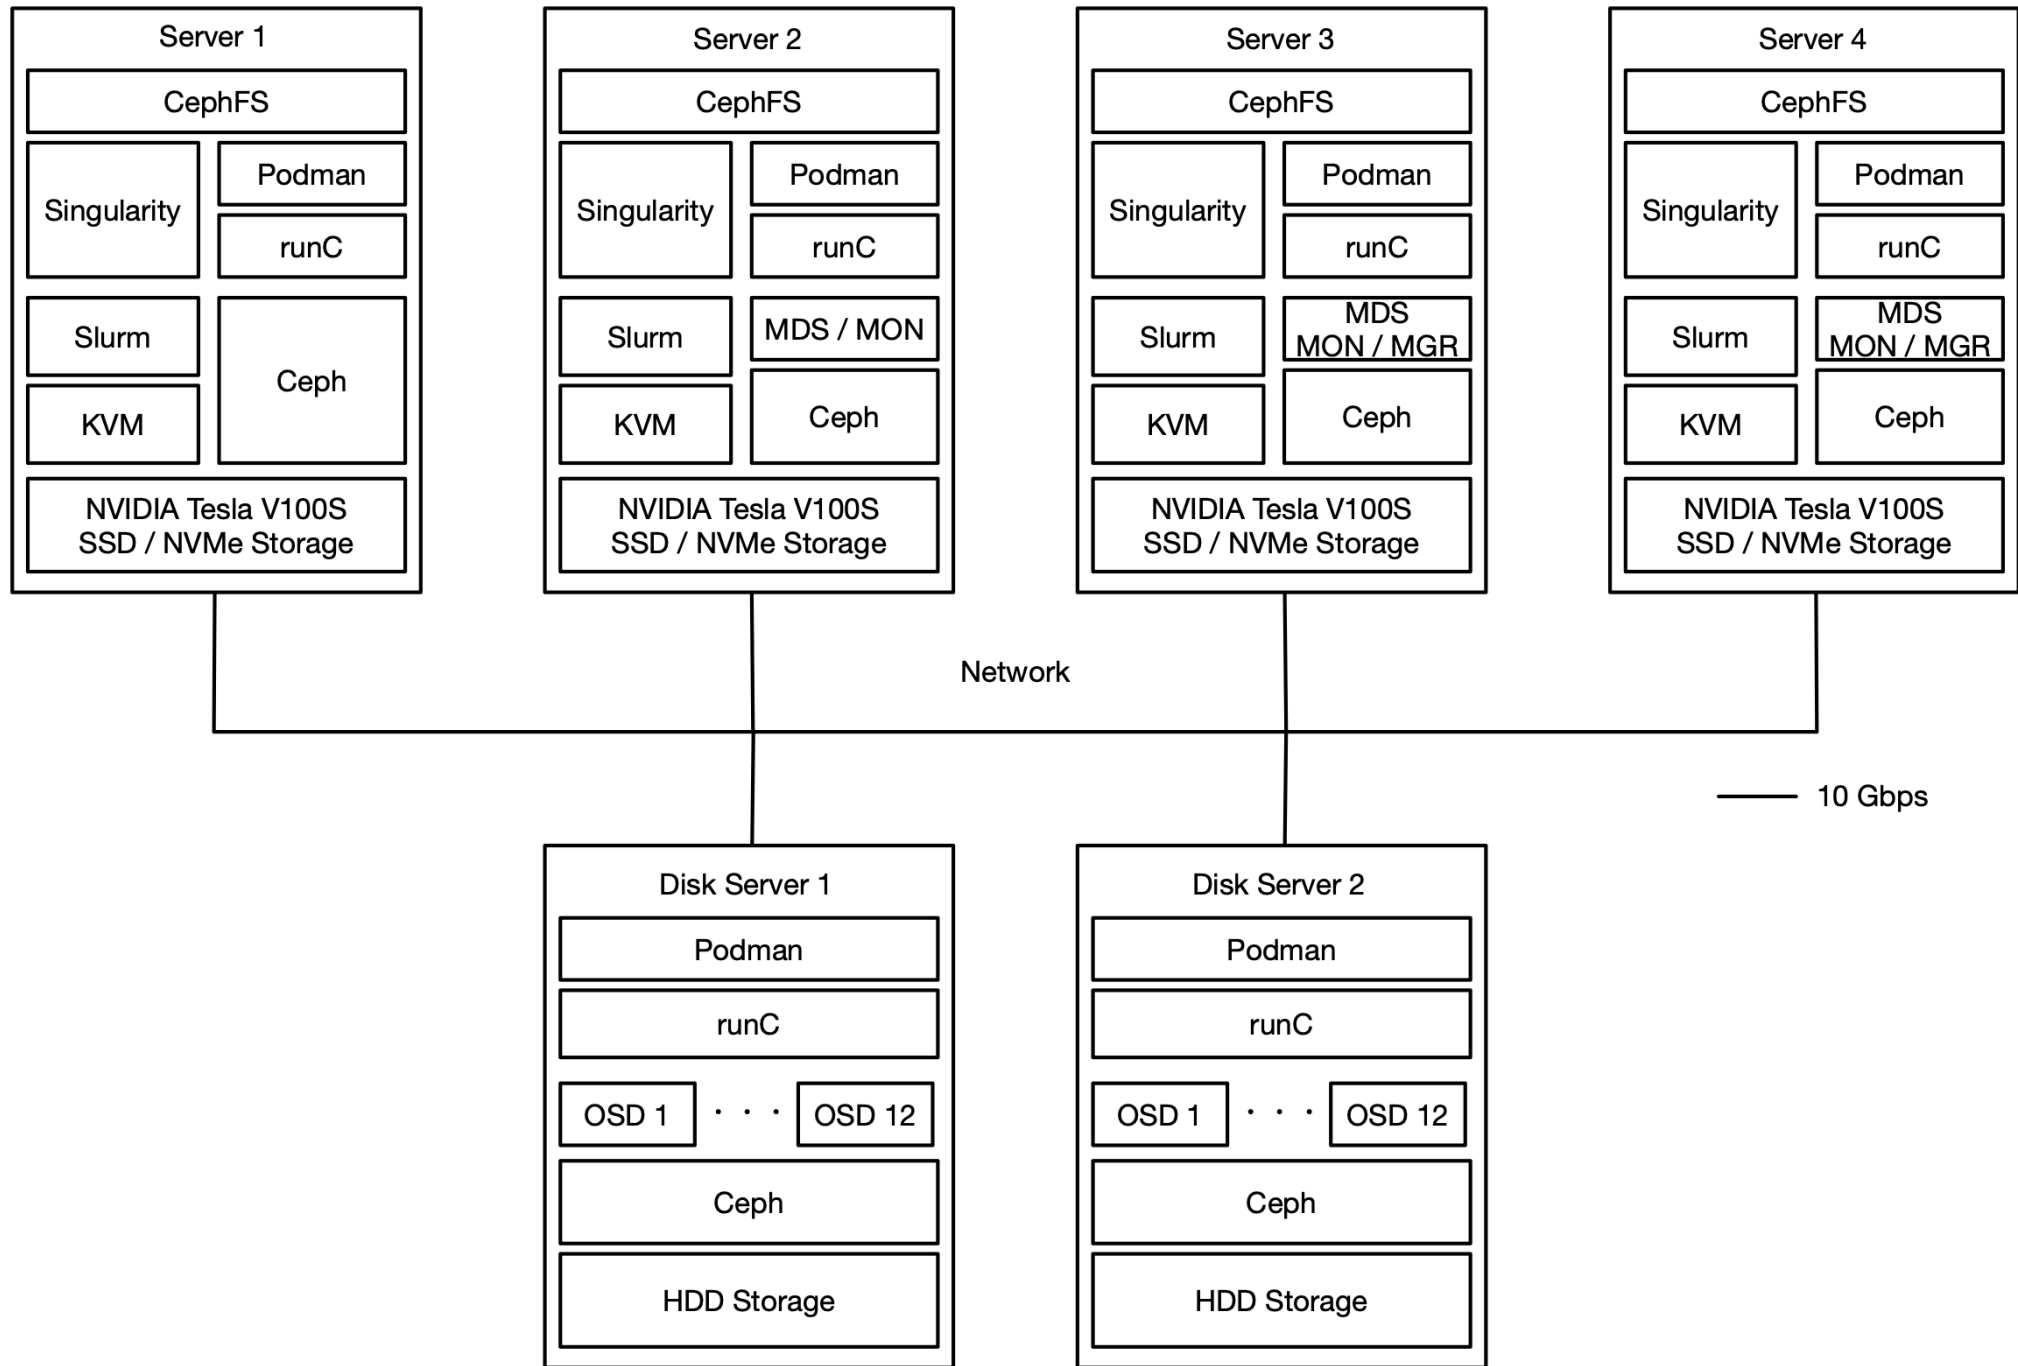 Server 1
CephFS
Singularity
Podman
runC
Slurm
KVM
Ceph
NVIDIA Tesla V100S
SSD / NVMe Storage
Server 2
CephFS
Singularity
Podman
runC
Slurm
MDS / MON
KVM
Ceph
NVIDIA Tesla V100S
SSD / NVMe Storage
Server 3
CephFS
Singularity
Podman
runC
Slurm
MDS
MON / MGR
KVM
Ceph
NVIDIA Tesla V100S
SSD / NVMe Storage
Server 4
CephFS
Singularity
Podman
runC
Slurm
MDS
MON / MGR
KVM
Ceph
NVIDIA Tesla V100S
SSD / NVMe Storage
Network
10 Gbps
Disk Server 1
Podman
runC
OSD 1 · · · OSD 12
Ceph
HDD Storage
Disk Server 2
Podman
runC
OSD 1 · · · OSD 12
Ceph
HDD Storage